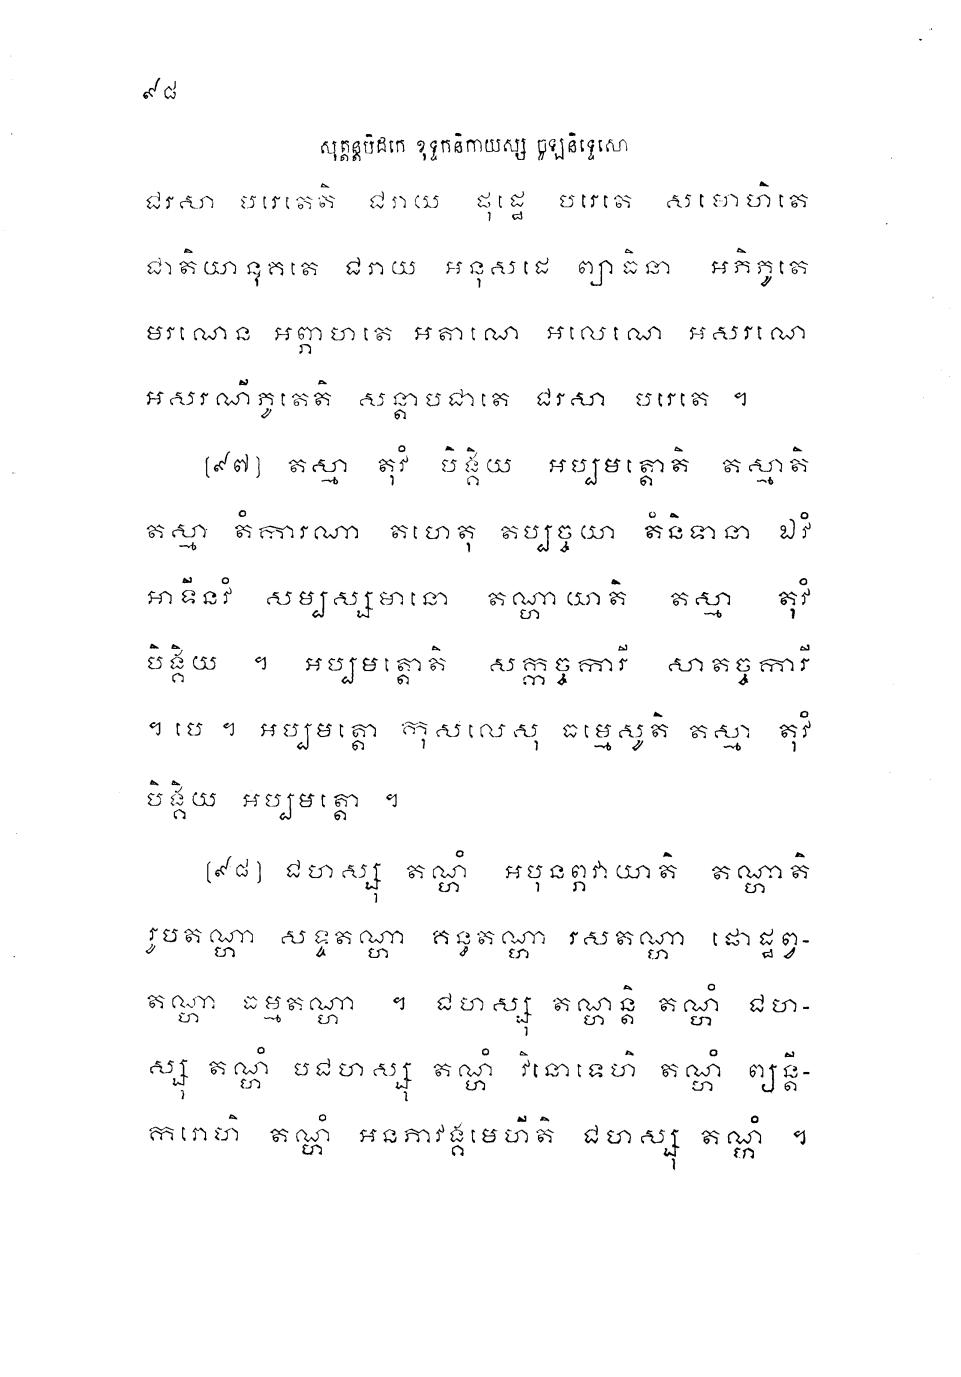 ៩៨
សុត្តន្តបិដកេ ខុទ្ទកនិកាយស្ស ចូឡនិទ្ទេសោ
ជរសា បរេតេតិ ជរាយ ផុដ្ឋេ បរេតេ សមោហិតេ
ជាតិយានុគតេ ជរាយ អនុសដេ ព្យាធិនា អភិភូតេ
មរណេន អព្ភាហតេ អតាណេ អលេណេ អសរណេ
អសរណីភូតេតិ សន្តាបជាតេ ជរសា បរេតេ ។
(៩៧) តស្មា តុវំ បិង្គិយ អប្បមត្តោតិ តស្មាតិ
តស្មា តំការណា តហេតុ តប្បច្ចយា តំនិទានា ឯវំ
អាទីនវំ សម្បស្សមានោ តណ្ហាយាតិ តស្មា តុវំ
បិង្គិយ ។ អប្បមត្តោតិ សក្កច្ចការី សាតច្ចការី
។ បេ ។ អប្បមត្តោ កុសលេសុ ធម្មេសូតិ តស្មា តុវំ
បិង្គិយ អប្បមត្តោ ។
(៩៨) ជហស្សុ តណ្ហំ អបុនព្ភវាយាតិ តណ្ហាតិ
រូបតណ្ហា សទ្ទតណ្ហា គន្ធតណ្ហា រសតណ្ហា ផោដ្ឋព្វ-
តណ្ហា ធម្មតណ្ហា ។ ជហស្សុ តណ្ហន្តិ តណ្ហំ ជហ-
ស្សុ តណ្ហំ បជហស្សុ តណ្ហំ វិនោទេហិ តណ្ហំ ព្យន្តី-
ករោហិ តណ្ហំ អនភាវង្គមេហីតិ ជហស្សុ តណ្ហំ ។